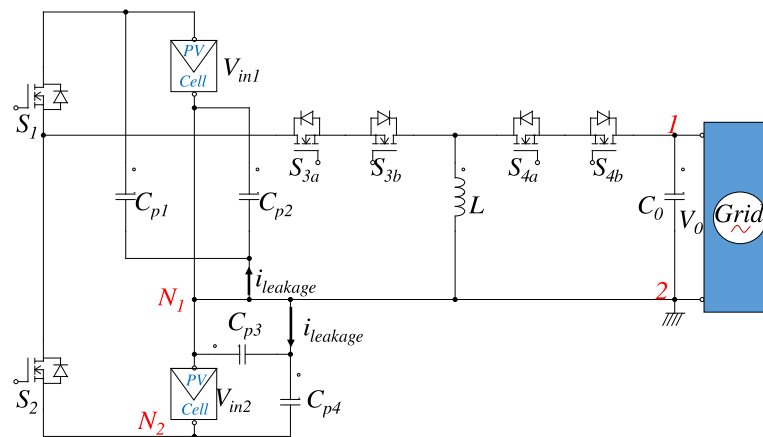 PV
Cell
V_in1
S_1
1
S_3a
S_3b
S_4a
S_4b
C_p1
C_p2
L
C_0
V_0
Grid
i_leakage
N_1
2
C_p3
i_leakage
S_2
PV
Cell
V_in2
C_p4
N_2